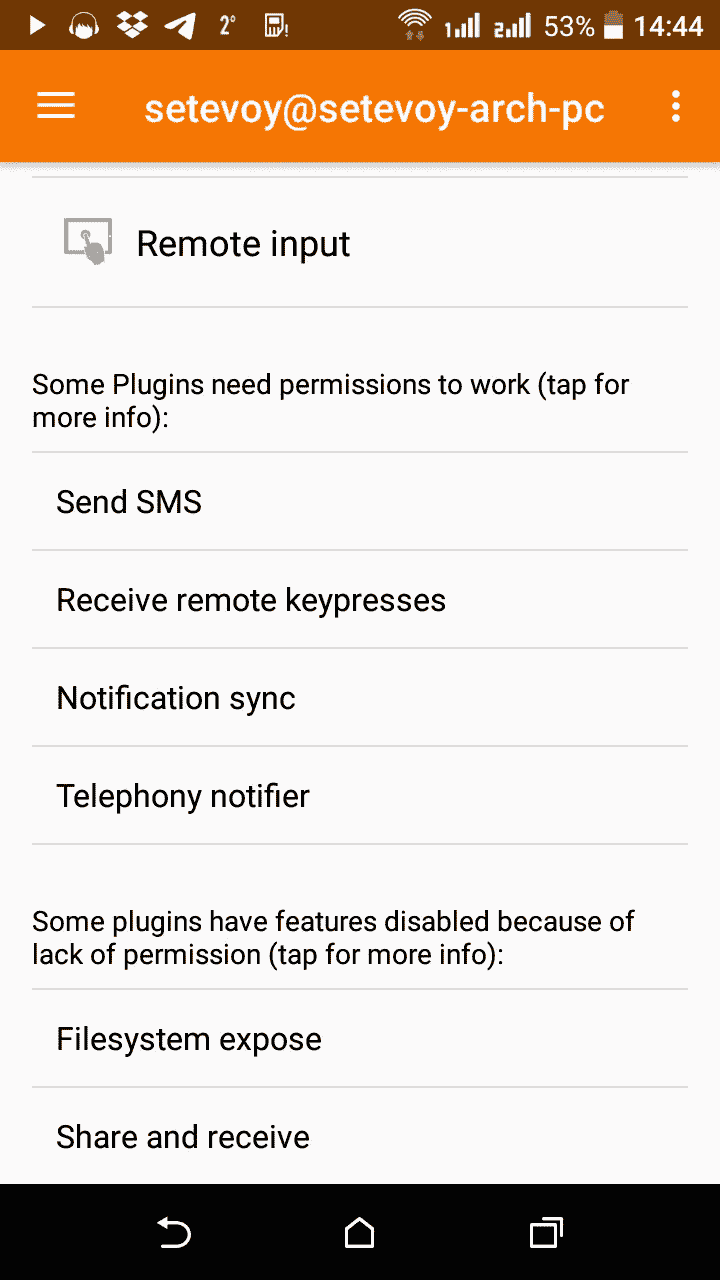 2° 1 2 53% 14:44
setevoy@setevoy-arch-pc
Remote input
Some Plugins need permissions to work (tap for
more info):
Send SMS
Receive remote keypresses
Notification sync
Telephony notifier
Some plugins have features disabled because of
lack of permission (tap for more info):
Filesystem expose
Share and receive